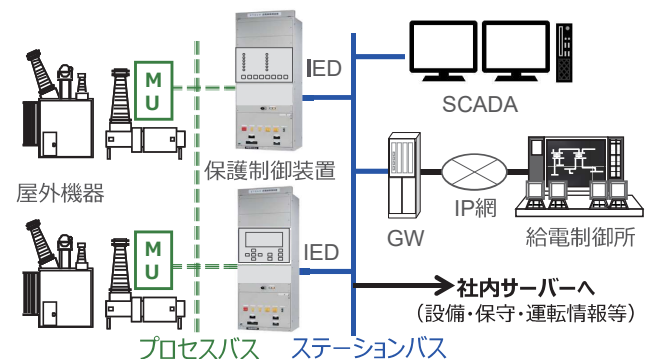 M
U
IED
SCADA
保護制御装置
屋外機器
GW
IP網
給電制御所
M
U
IED
社内サーバーへ
（設備・保守・運転情報等）
プロセスバス
ステーションバス